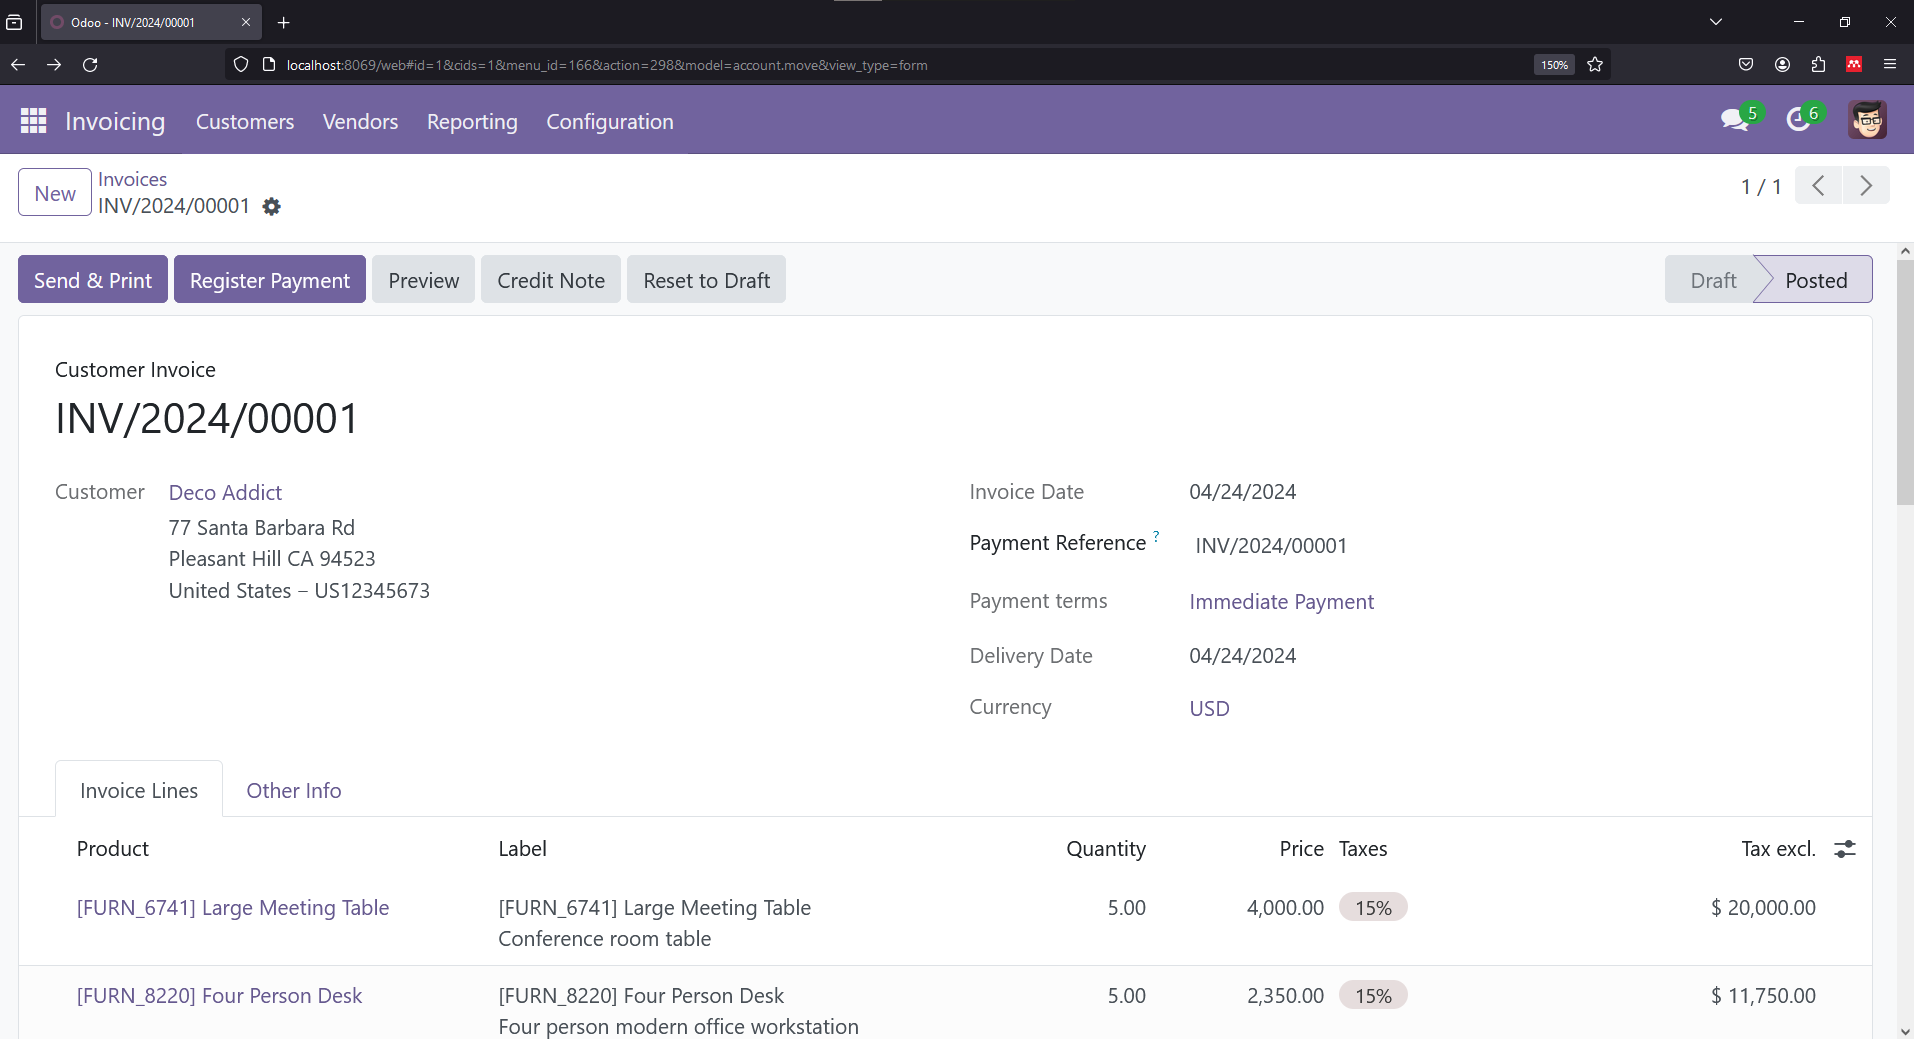 Odoo - INV/2024/00001
localhost:8069/web#id=1&cids=1&menu_id=166&action=298&model=account.move&view_type=form
150%
Invoicing Customers Vendors Reporting Configuration
5 6
New
Invoices
INV/2024/00001
1 / 1
Send & Print Register Payment Preview Credit Note Reset to Draft Draft Posted
Customer Invoice
INV/2024/00001
Customer Deco Addict
77 Santa Barbara Rd
Pleasant Hill CA 94523
United States – US12345673
Invoice Date 04/24/2024
Payment Reference ? INV/2024/00001
Payment terms Immediate Payment
Delivery Date 04/24/2024
Currency USD
Invoice Lines Other Info
Product Label Quantity Price Taxes Tax excl.
[FURN_6741] Large Meeting Table [FURN_6741] Large Meeting Table 5.00 4,000.00 15% $ 20,000.00
Conference room table
[FURN_8220] Four Person Desk [FURN_8220] Four Person Desk 5.00 2,350.00 15% $ 11,750.00
Four person modern office workstation